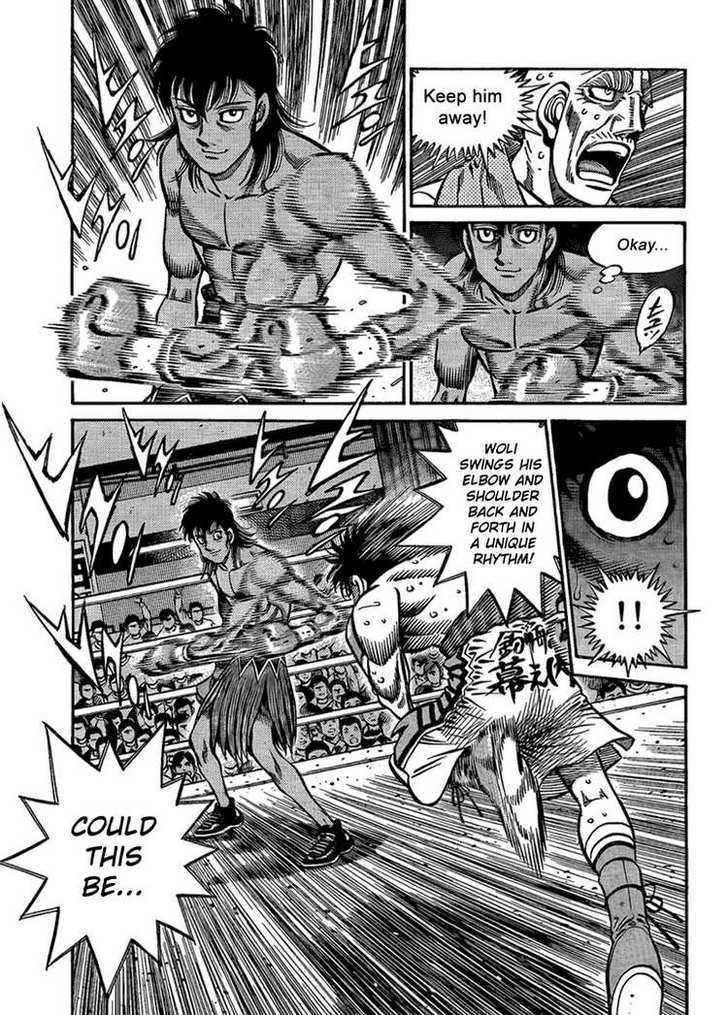 Keep him
away!
Okay...
WOLI
SWINGS HIS
ELBOW AND
SHOULDER
BACK AND
FORTH IN
A UNIQUE
RHYTHM!
!!
COULD
THIS
BE...